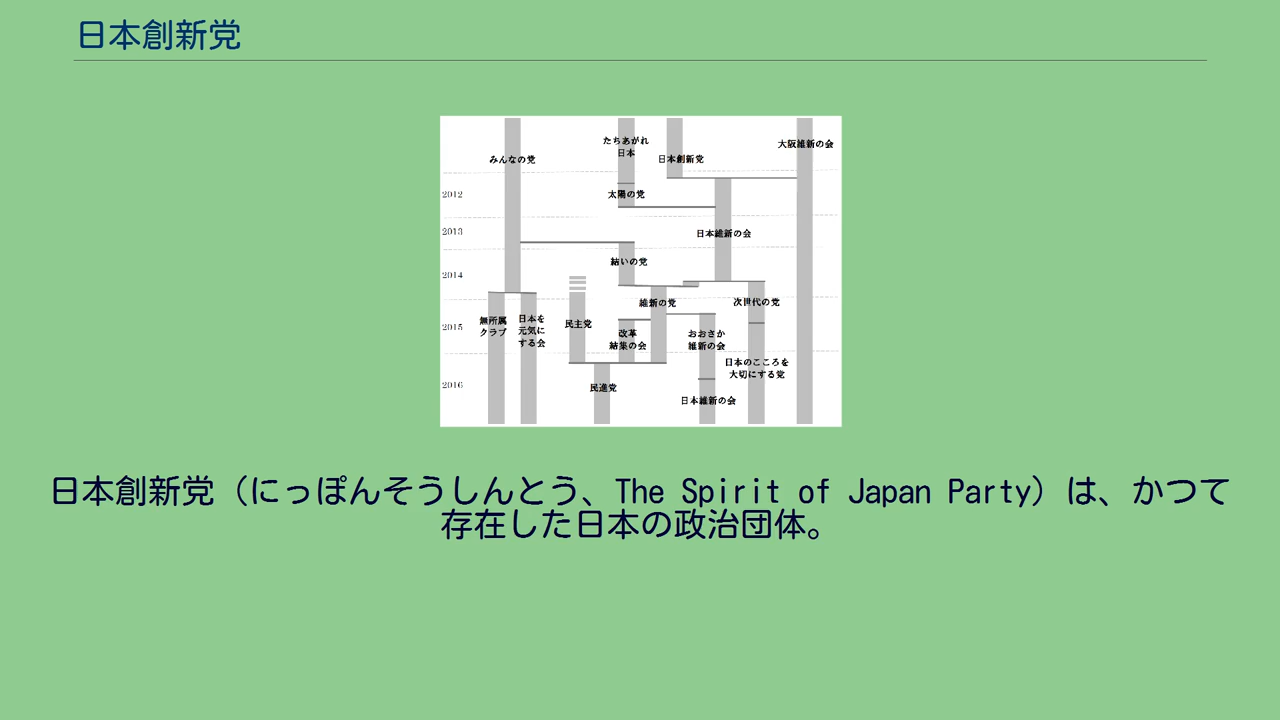 日本創新党
みんなの党
たちあがれ
日本
日本創新党
大阪維新の会
2012
太陽の党
2013
日本維新の会
結いの党
2014
維新の党
次世代の党
2015
無所属
クラブ
日本を
元気に
する会
民主党
改革
結集の会
おおさか
維新の会
日本のこころを
大切にする党
2016
民進党
日本維新の会
日本創新党（にっぽんそうしんとう、The Spirit of Japan Party）は、かつて
存在した日本の政治団体。